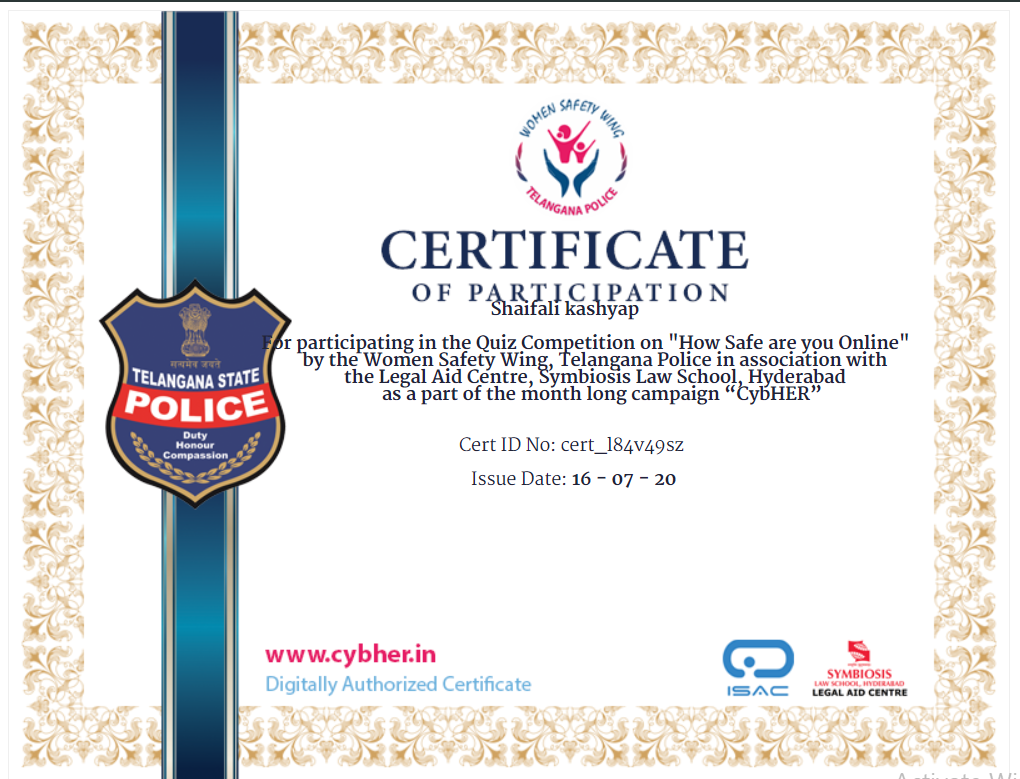 WOMEN SAFETY WING
TELANGANA POLICE
CERTIFICATE
OF PARTICIPATION
Shaifali kashyap
For participating in the Quiz Competition on "How Safe are you Online"
by the Women Safety Wing, Telangana Police in association with
the Legal Aid Centre, Symbiosis Law School, Hyderabad
as a part of the month long campaign “CybHER”
सत्यमेव जयते
TELANGANA STATE
POLICE
Duty
Honour
Compassion
Cert ID No: cert_l84v49sz
Issue Date: 16 - 07 - 20
www.cybher.in
Digitally Authorized Certificate
ISAC
SYMBIOSIS
LAW SCHOOL, HYDERABAD
LEGAL AID CENTRE